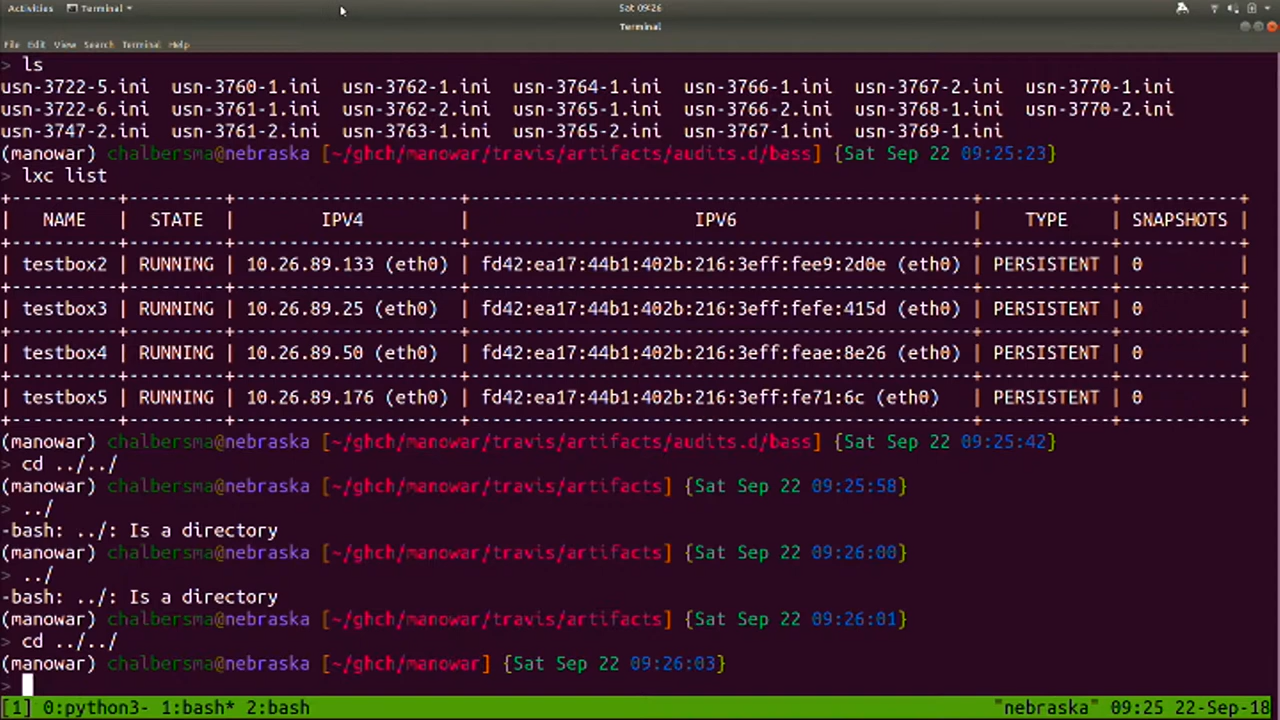 Activities Terminal Sat 09:26
Terminal
File Edit View Search Terminal Help
> ls
usn-3722-5.ini usn-3760-1.ini usn-3762-1.ini usn-3764-1.ini usn-3766-1.ini usn-3767-2.ini usn-3770-1.ini
usn-3722-6.ini usn-3761-1.ini usn-3762-2.ini usn-3765-1.ini usn-3766-2.ini usn-3768-1.ini usn-3770-2.ini
usn-3747-2.ini usn-3761-2.ini usn-3763-1.ini usn-3765-2.ini usn-3767-1.ini usn-3769-1.ini
(manowar) chalbersma@nebraska [~/ghch/manowar/travis/artifacts/audits.d/bass] {Sat Sep 22 09:25:23}
> lxc list
| NAME | STATE | IPV4 | IPV6 | TYPE | SNAPSHOTS |
| testbox2 | RUNNING | 10.26.89.133 (eth0) | fd42:ea17:44b1:402b:216:3eff:fee9:2d0e (eth0) | PERSISTENT | 0 |
| testbox3 | RUNNING | 10.26.89.25 (eth0) | fd42:ea17:44b1:402b:216:3eff:fefe:415d (eth0) | PERSISTENT | 0 |
| testbox4 | RUNNING | 10.26.89.50 (eth0) | fd42:ea17:44b1:402b:216:3eff:feae:8e26 (eth0) | PERSISTENT | 0 |
| testbox5 | RUNNING | 10.26.89.176 (eth0) | fd42:ea17:44b1:402b:216:3eff:fe71:6c (eth0) | PERSISTENT | 0 |
(manowar) chalbersma@nebraska [~/ghch/manowar/travis/artifacts/audits.d/bass] {Sat Sep 22 09:25:42}
> cd ../../
(manowar) chalbersma@nebraska [~/ghch/manowar/travis/artifacts] {Sat Sep 22 09:25:58}
> ../
-bash: ../: Is a directory
(manowar) chalbersma@nebraska [~/ghch/manowar/travis/artifacts] {Sat Sep 22 09:26:00}
> ../
-bash: ../: Is a directory
(manowar) chalbersma@nebraska [~/ghch/manowar/travis/artifacts] {Sat Sep 22 09:26:01}
> cd ../../
(manowar) chalbersma@nebraska [~/ghch/manowar] {Sat Sep 22 09:26:03}
>
[1] 0:python3- 1:bash* 2:bash "nebraska" 09:25 22-Sep-18